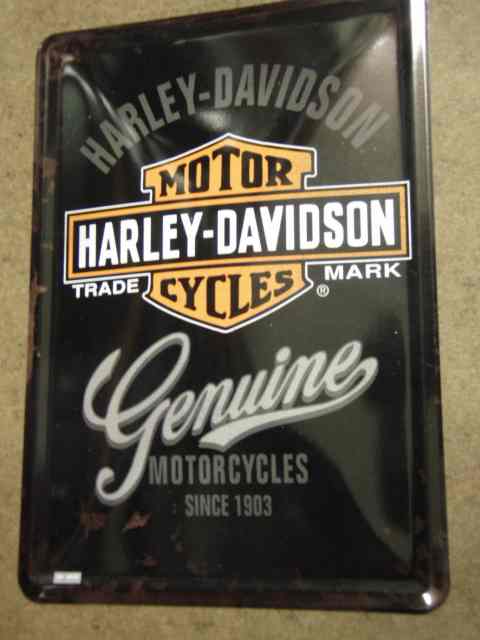 HARLEY-DAVIDSON
MOTOR
HARLEY-DAVIDSON
TRADE MARK
CYCLES ®
Genuine
MOTORCYCLES
SINCE 1903